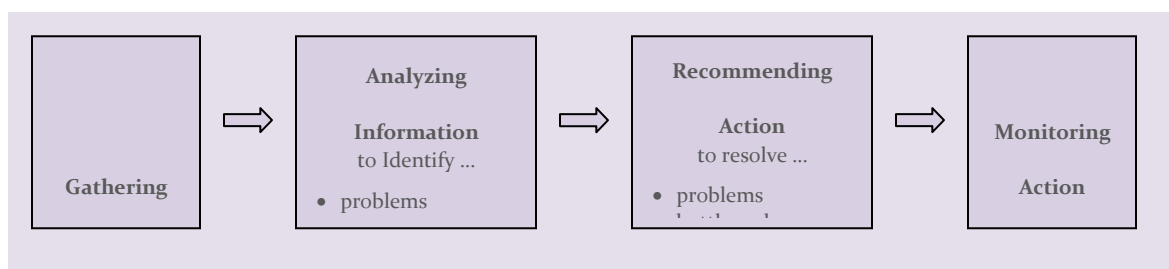 Gathering
Analyzing
Information
to Identify ...
• problems
Recommending
Action
to resolve ...
• problems
Monitoring
Action